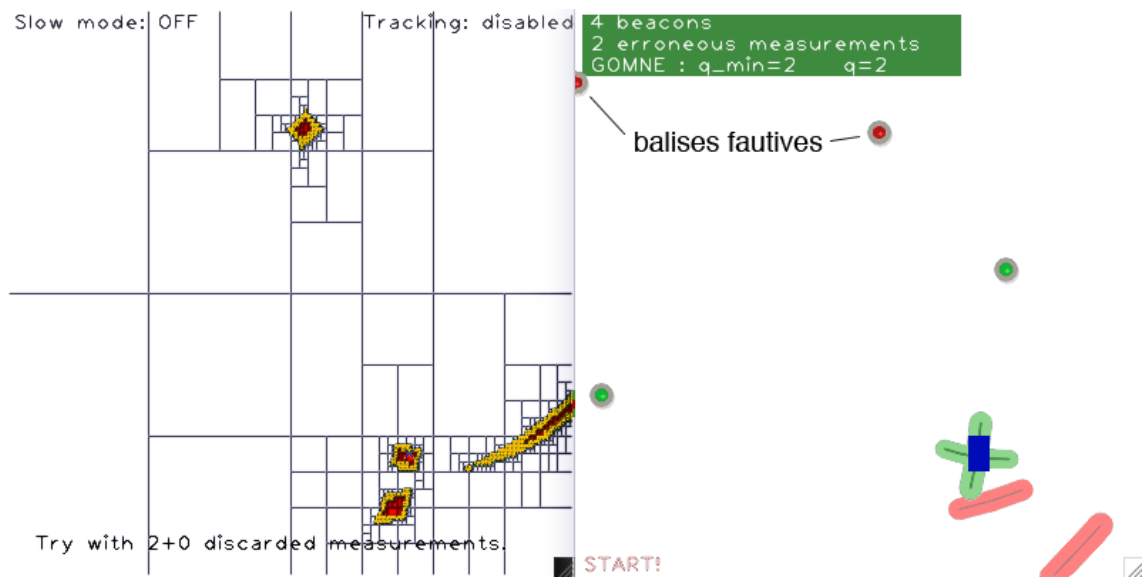 Slow mode: OFF
Tracking: disabled
4 beacons
2 erroneous measurements
GOMNE : q_min=2 q=2
balises fautives
Try with 2+0 discarded measurements.
START!